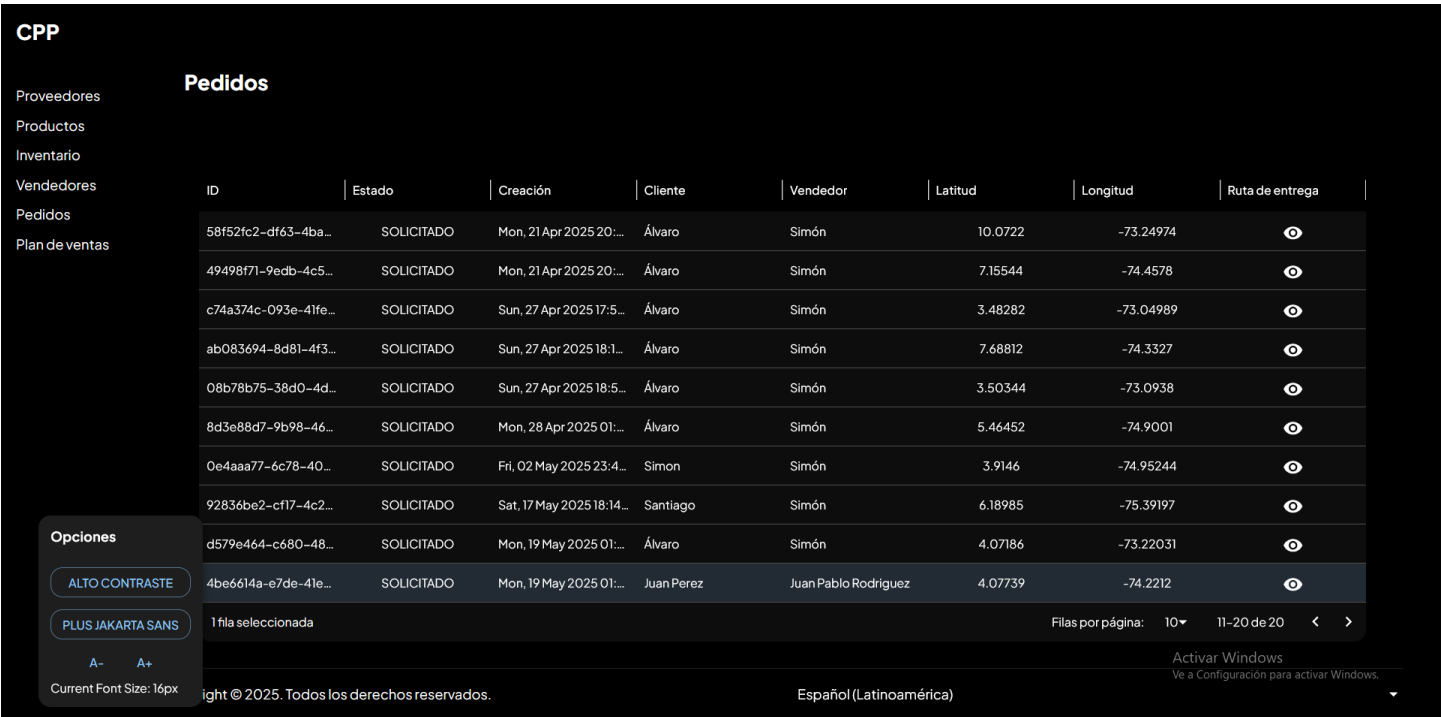 CPP
Proveedores
Productos
Inventario
Vendedores
Pedidos
Plan de ventas
Pedidos
ID Estado Creación Cliente Vendedor Latitud Longitud Ruta de entrega
58f52fc2-df63-4ba... SOLICITADO Mon, 21 Apr 2025 20:... Álvaro Simón 10.0722 -73.24974
49498f71-9edb-4c5... SOLICITADO Mon, 21 Apr 2025 20:... Álvaro Simón 7.15544 -74.4578
c74a374c-093e-41fe... SOLICITADO Sun, 27 Apr 2025 17:5... Álvaro Simón 3.48282 -73.04989
ab083694-8d81-4f3... SOLICITADO Sun, 27 Apr 2025 18:1... Álvaro Simón 7.68812 -74.3327
08b78b75-38d0-4d... SOLICITADO Sun, 27 Apr 2025 18:5... Álvaro Simón 3.50344 -73.0938
8d3e88d7-9b98-46... SOLICITADO Mon, 28 Apr 2025 01:... Álvaro Simón 5.46452 -74.9001
0e4aaa77-6c78-40... SOLICITADO Fri, 02 May 2025 23:4... Simon Simón 3.9146 -74.95244
92836be2-cf17-4c2... SOLICITADO Sat, 17 May 2025 18:14... Santiago Simón 6.18985 -75.39197
d579e464-c680-48... SOLICITADO Mon, 19 May 2025 01:... Álvaro Simón 4.07186 -73.22031
4be6614a-e7de-41e... SOLICITADO Mon, 19 May 2025 01:... Juan Perez Juan Pablo Rodriguez 4.07739 -74.2212
1 fila seleccionada Filas por página: 10 11–20 de 20
Opciones
ALTO CONTRASTE
PLUS JAKARTA SANS
A- A+
Current Font Size: 16px
ight © 2025. Todos los derechos reservados. Español (Latinoamérica)
Activar Windows
Ve a Configuración para activar Windows.